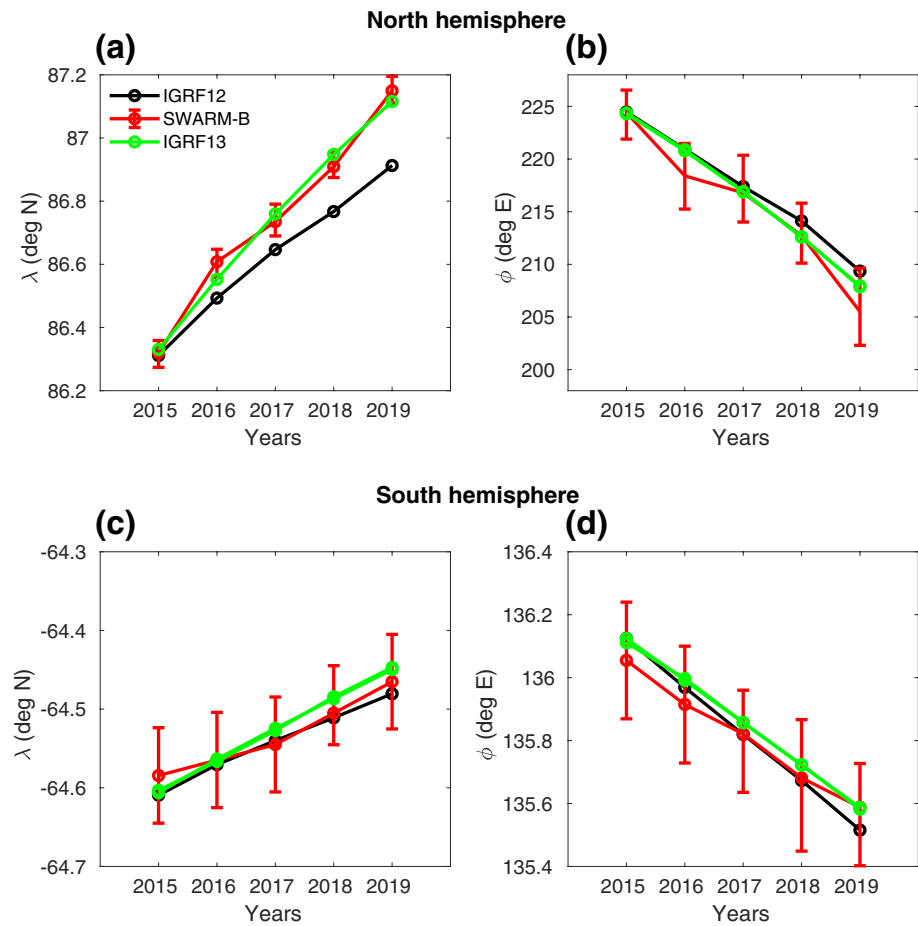 North hemisphere
(a)
87.2
87
86.8
86.6
86.4
86.2
λ (deg N)
IGRF12
SWARM-B
IGRF13
2015 2016 2017 2018 2019
Years
(b)
225
220
215
210
205
200
ϕ (deg E)
2015 2016 2017 2018 2019
Years
South hemisphere
(c)
-64.3
-64.4
-64.5
-64.6
-64.7
λ (deg N)
2015 2016 2017 2018 2019
Years
(d)
136.4
136.2
136
135.8
135.6
135.4
ϕ (deg E)
2015 2016 2017 2018 2019
Years